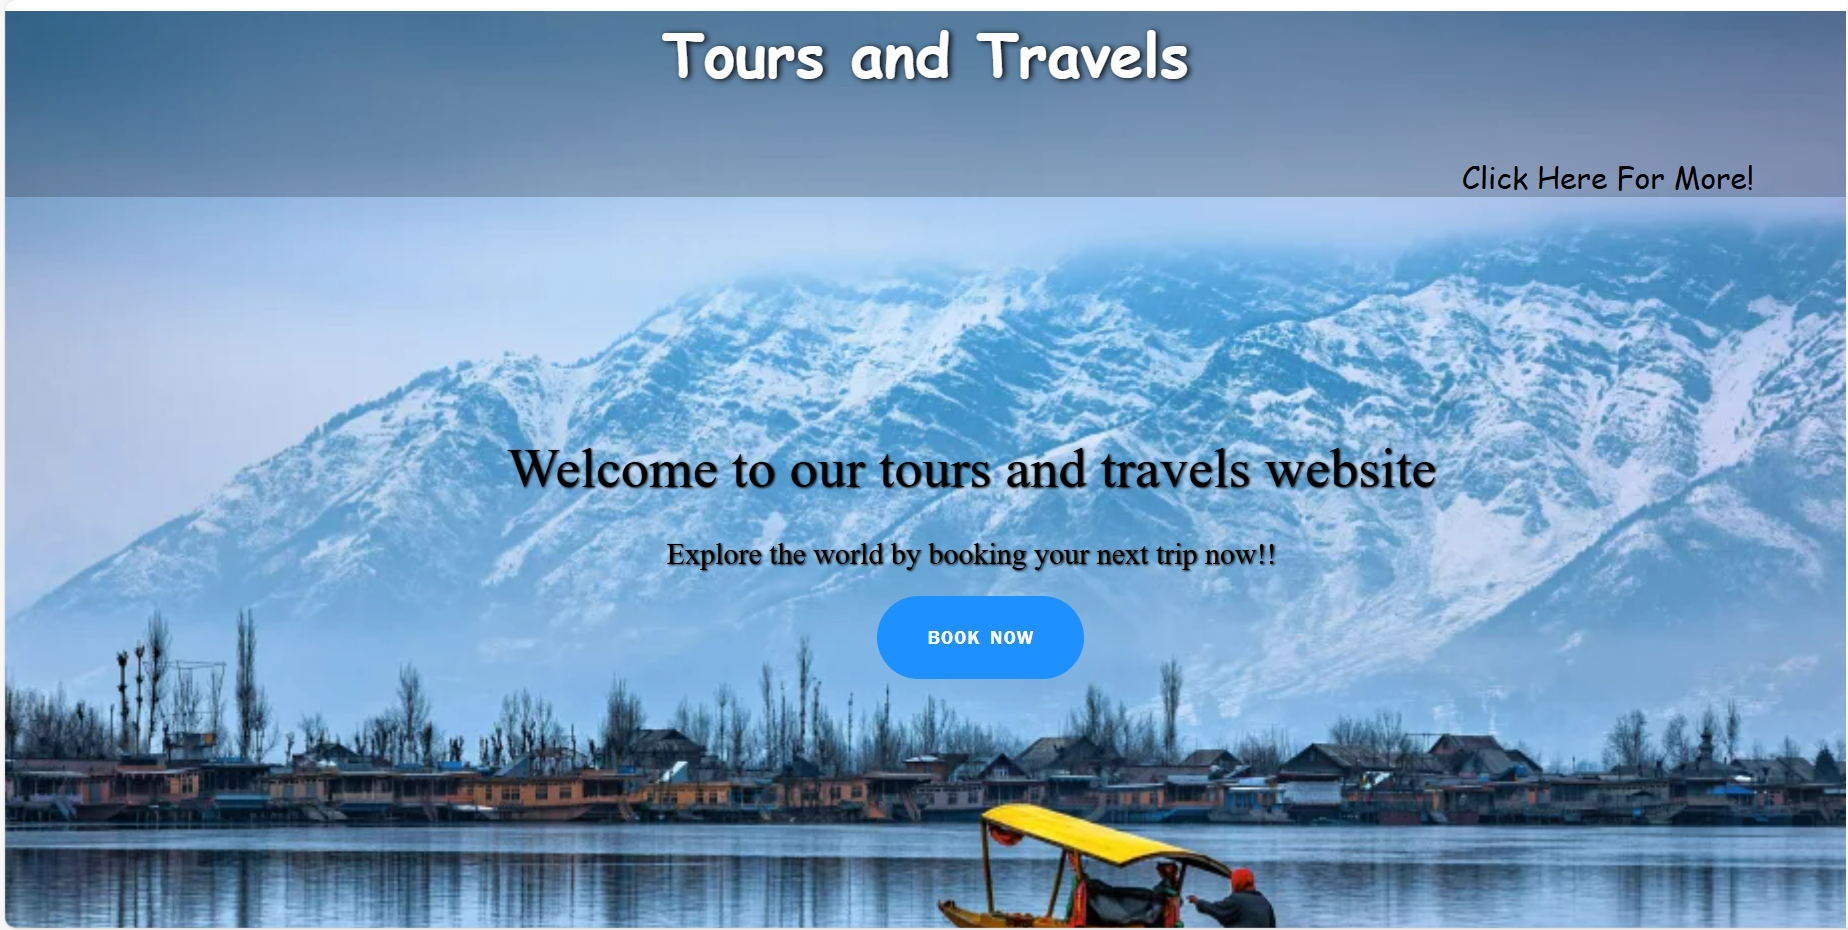 Tours and Travels
Click Here For More!
Welcome to our tours and travels website
Explore the world by booking your next trip now!!
BOOK NOW